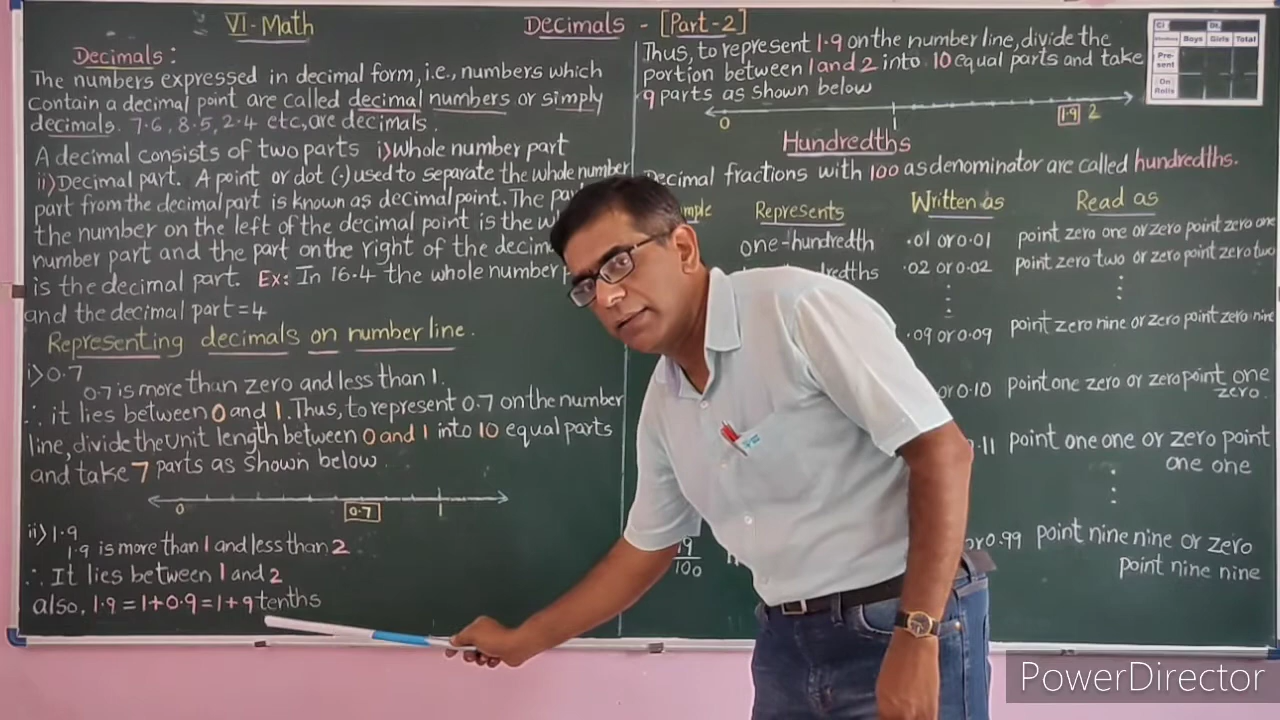 VI - Math
Decimals - [Part-2]
Decimals :
The numbers expressed in decimal form, i.e., numbers which
contain a decimal point are called decimal numbers or simply
decimals. 7.6, 8.5, 2.4 etc, are decimals.
A decimal consists of two parts i) Whole number part
ii) Decimal part. A point or dot (.) used to separate the whole number
part from the decimal part is known as decimal point. The
the number on the left of the decimal point is the
number part and the part on the right of the
is the decimal part. Ex: In 16.4 the whole number
and the decimal part=4
Representing decimals on number line.
i) 0.7
0.7 is more than zero and less than 1.
∴ it lies between 0 and 1. Thus, to represent 0.7 on the number
line, divide the unit length between 0 and 1 into 10 equal parts
and take 7 parts as shown below
0 0.7 1
ii) 1.9
1.9 is more than 1 and less than 2
∴ It lies between 1 and 2
also, 1.9 = 1+0.9 = 1+9 tenths
Thus, to represent 1.9 on the number line, divide the
portion between 1 and 2 into 10 equal parts and take
9 parts as shown below
0 1 1.9 2
Hundredths
Decimal fractions with 100 as denominator are called hundredths.
Represents Written as Read as
one-hundredth .01 or 0.01 point zero one or zero point zero one
.02 or 0.02 point zero two or zero point zero two
.09 or 0.09 point zero nine or zero point zero nine
or 0.10 point one zero or zero point one
zero.
point one one or zero point
one one
19/100 or 0.99 point nine nine or zero
point nine nine
Cl Dt.
Boys Girls Total
Pre-
sent
On
Rolls
PowerDirector